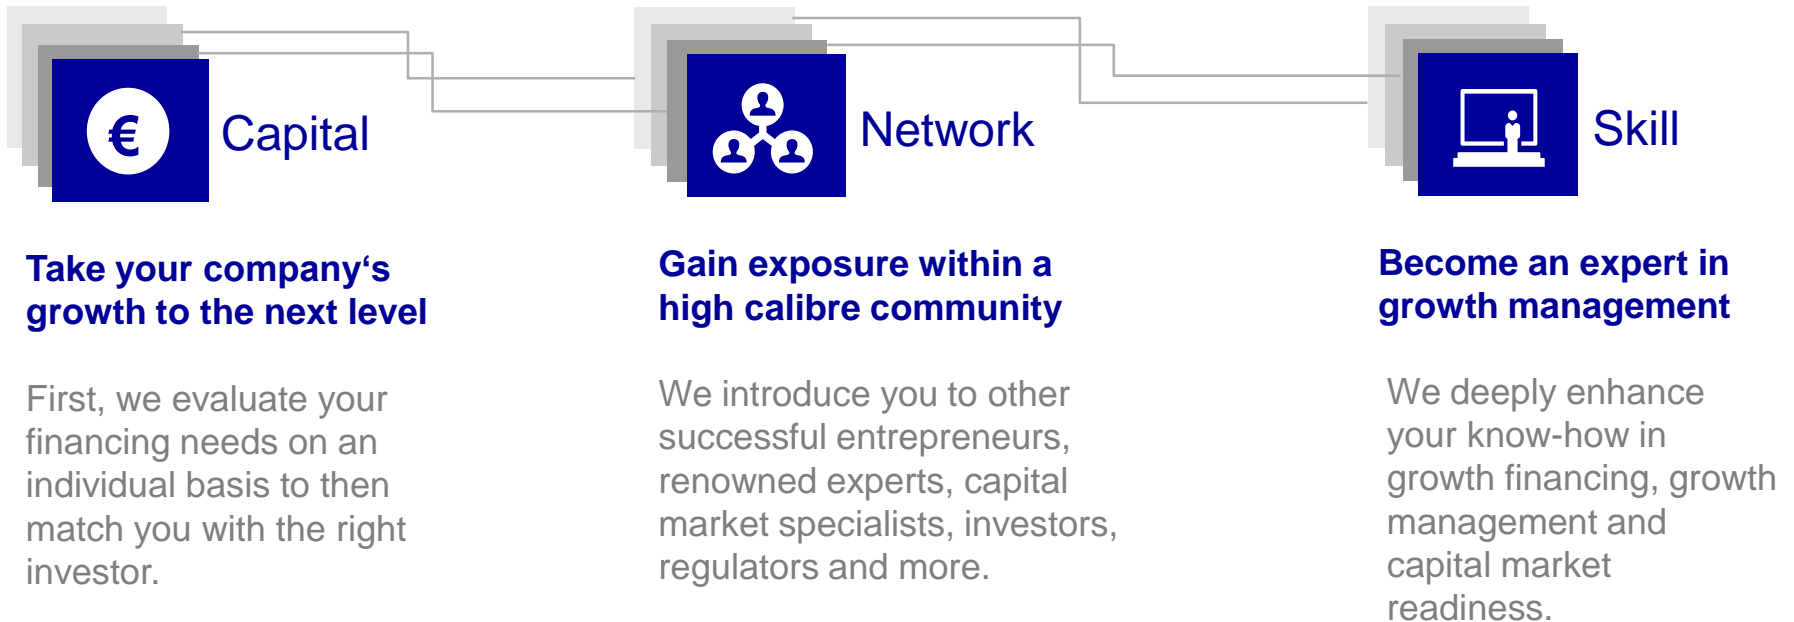 €
Capital
Take your company‘s
growth to the next level
First, we evaluate your
financing needs on an
individual basis to then
match you with the right
investor.
Network
Gain exposure within a
high calibre community
We introduce you to other
successful entrepreneurs,
renowned experts, capital
market specialists, investors,
regulators and more.
Skill
Become an expert in
growth management
We deeply enhance
your know-how in
growth financing, growth
management and
capital market
readiness.